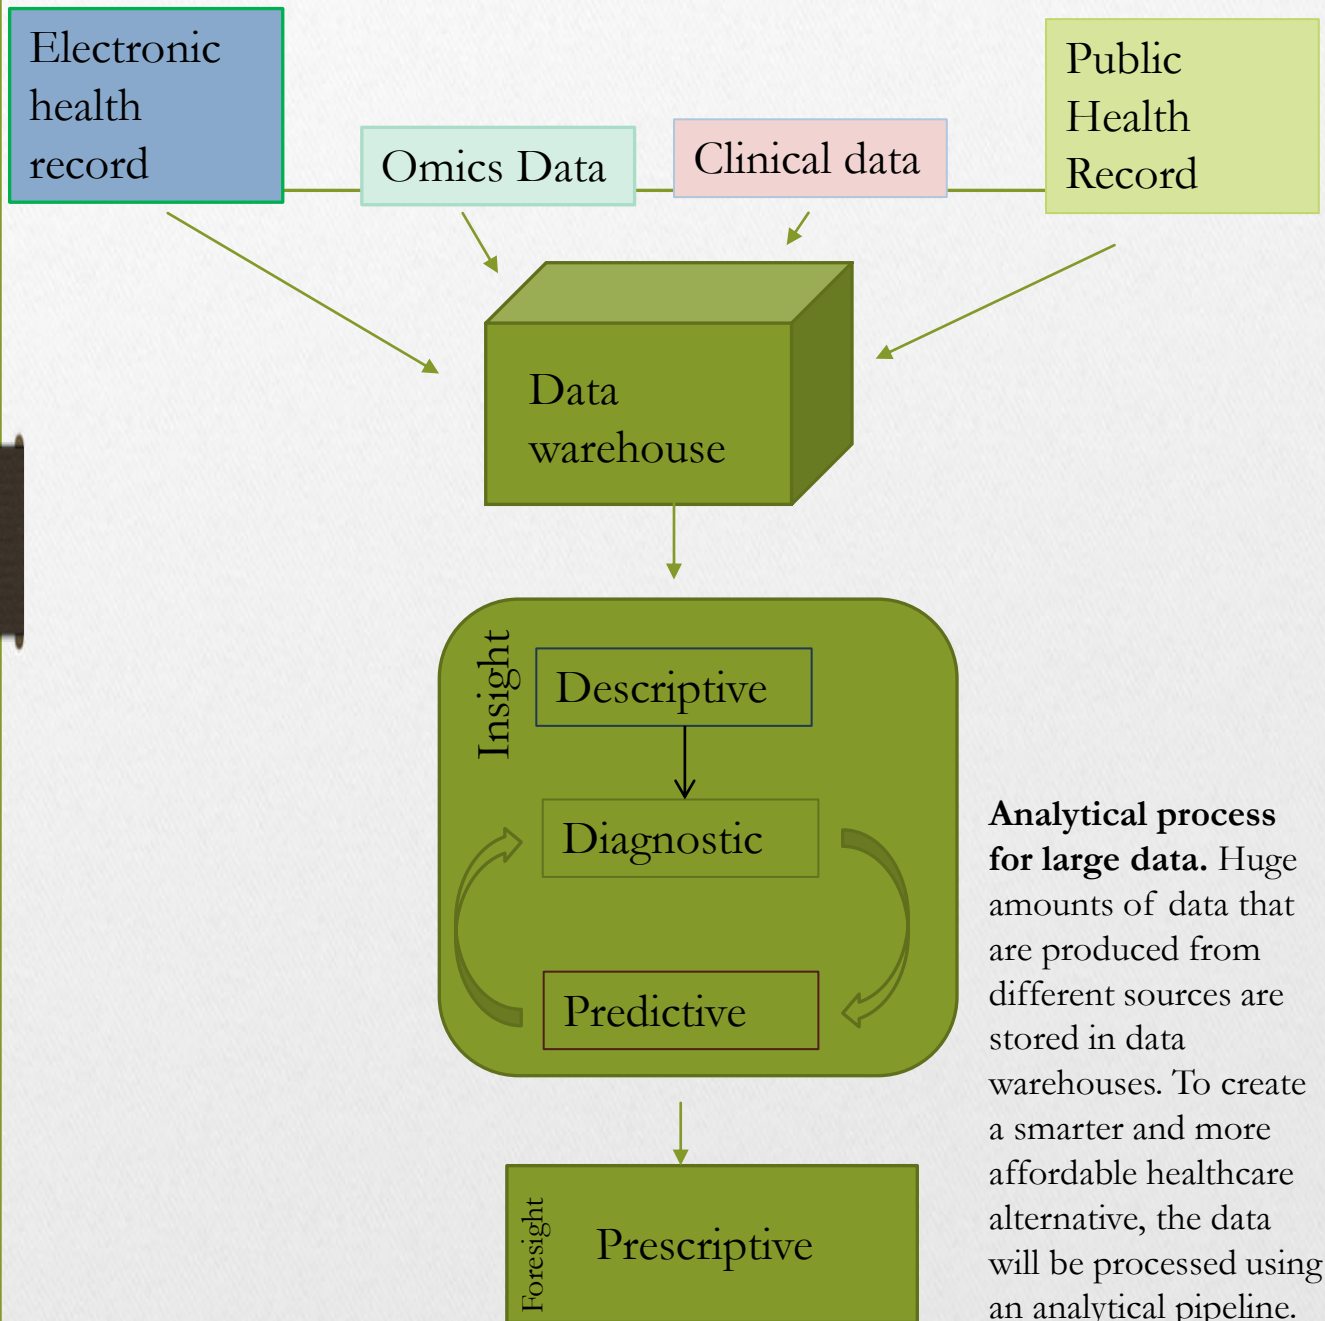 Electronic
health
record
Omics Data
Clinical data
Public
Health
Record
Data
warehouse
Insight
Descriptive
Diagnostic
Predictive
Foresight
Prescriptive
Analytical process
for large data. Huge
amounts of data that
are produced from
different sources are
stored in data
warehouses. To create
a smarter and more
affordable healthcare
alternative, the data
will be processed using
an analytical pipeline.